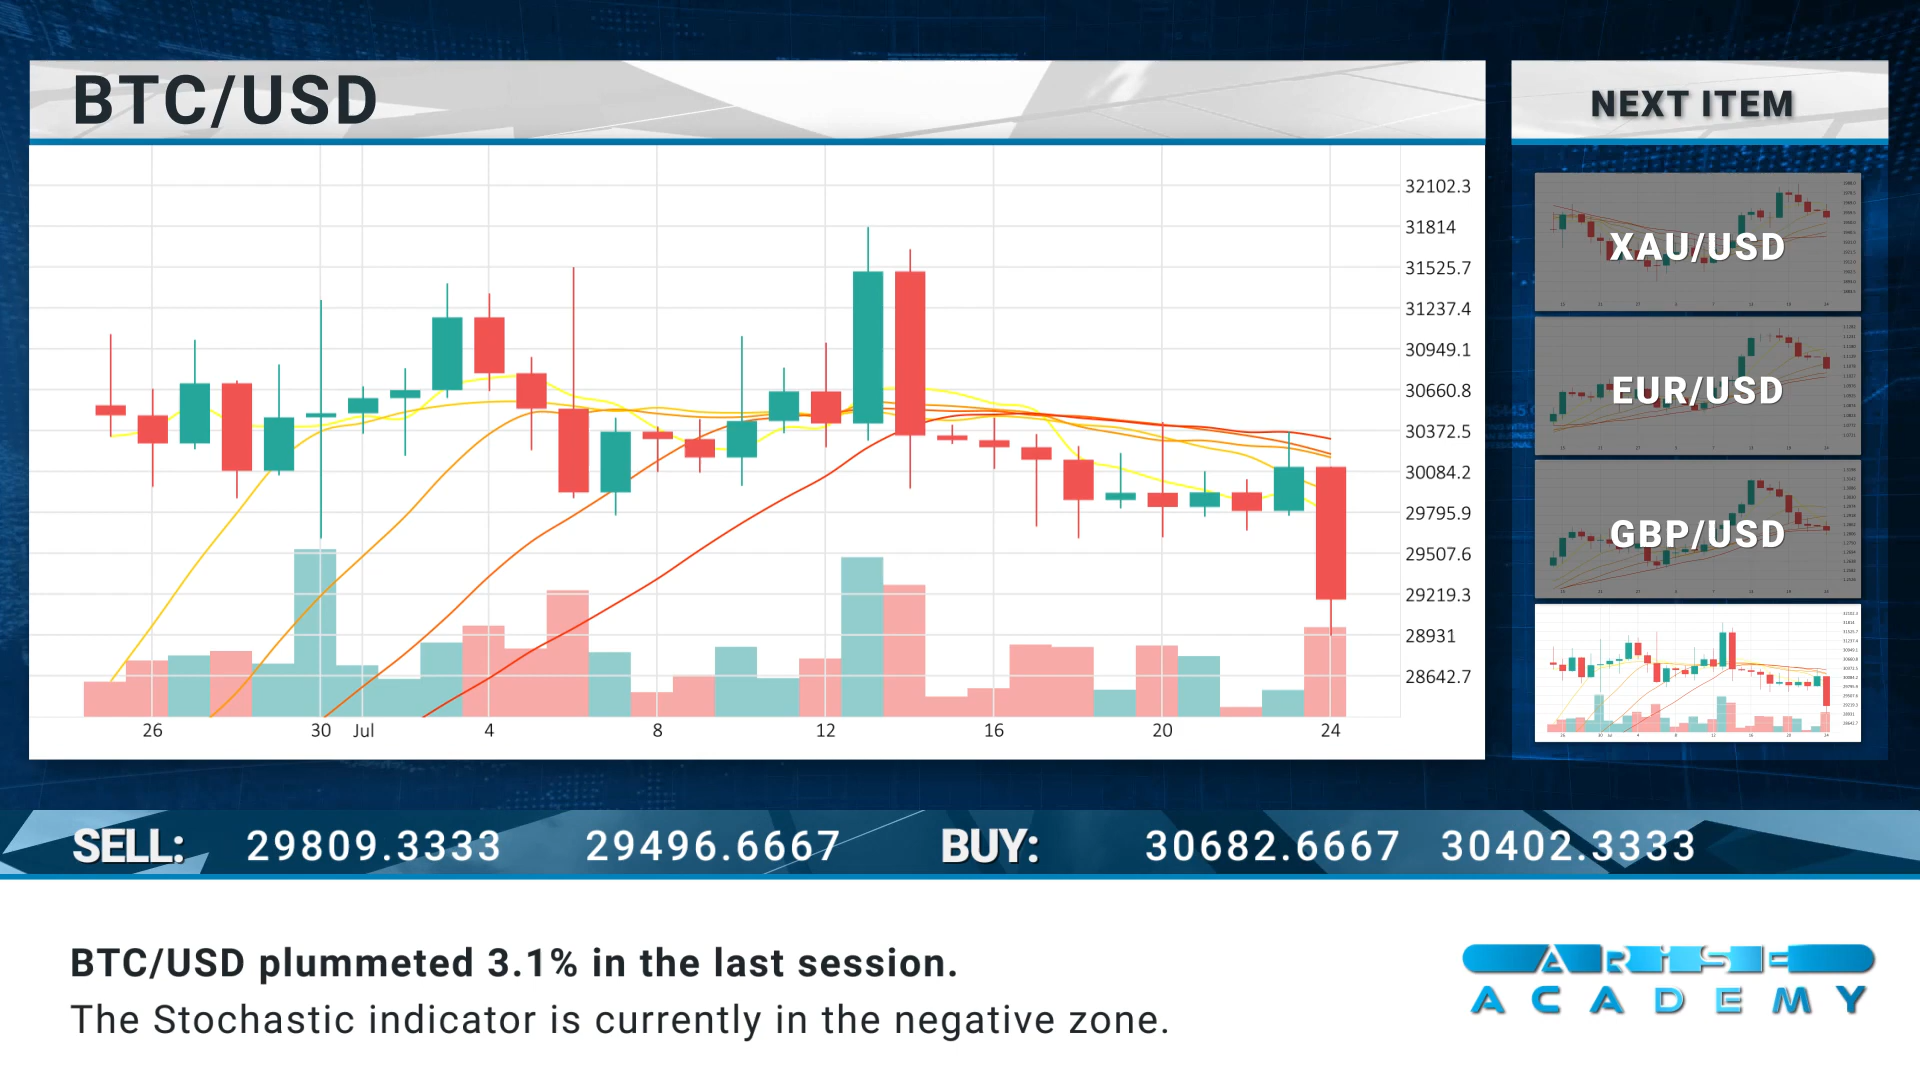 BTC/USD
NEXT ITEM
32102.3
31814
31525.7
31237.4
30949.1
30660.8
30372.5
30084.2
29795.9
29507.6
29219.3
28931
28642.7
26 30 Jul 4 8 12 16 20 24
XAU/USD
EUR/USD
GBP/USD
SELL: 29809.3333 29496.6667 BUY: 30682.6667 30402.3333
BTC/USD plummeted 3.1% in the last session.
The Stochastic indicator is currently in the negative zone.
ARISE
ACADEMY